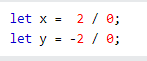 let x =  2 / 0;
let y = -2 / 0;